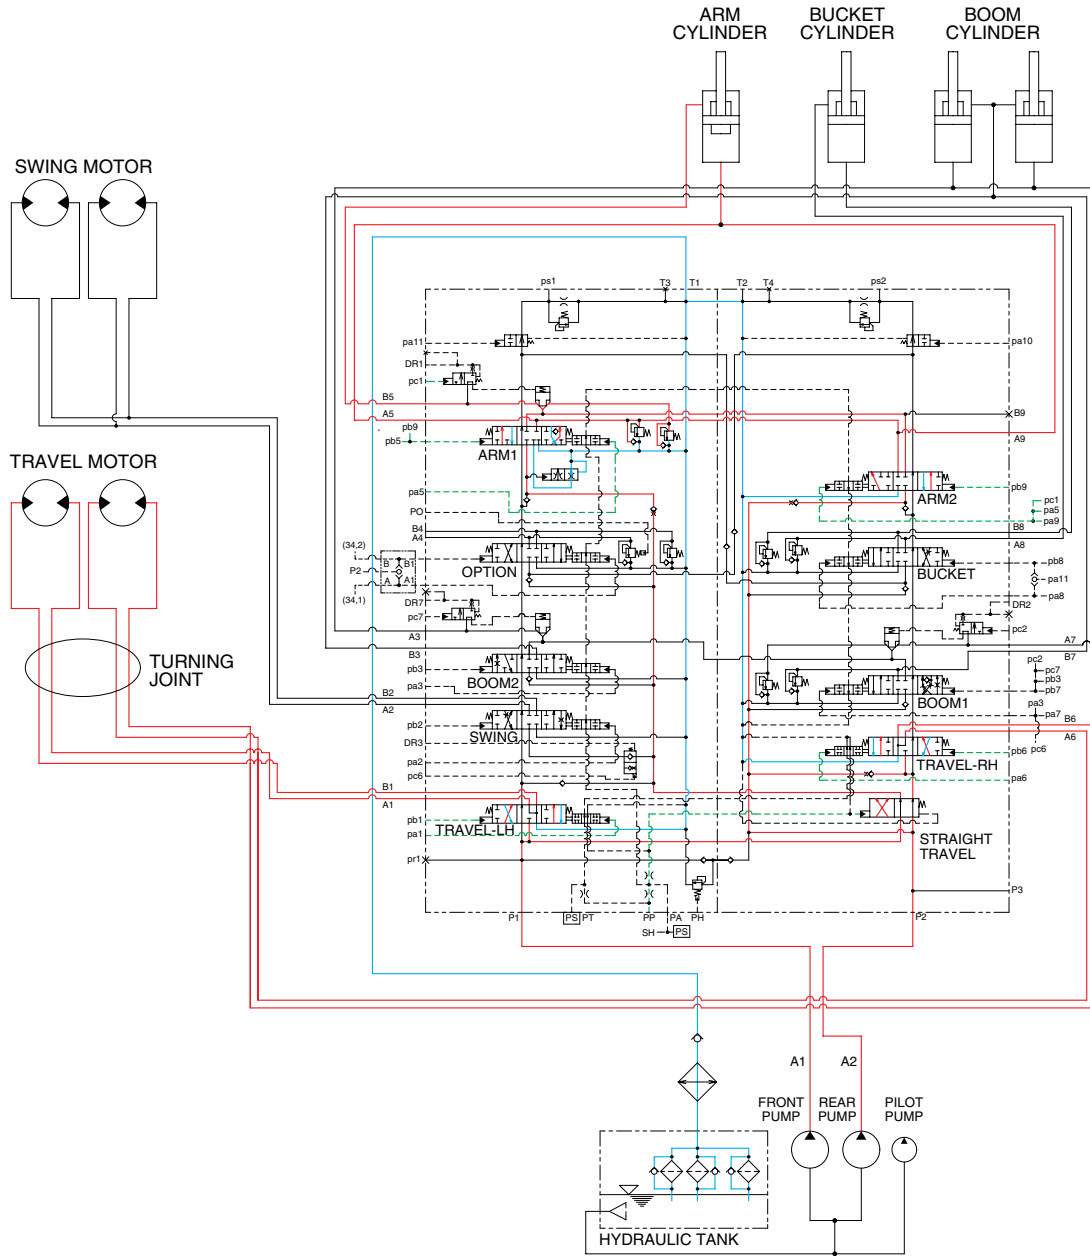 ARM
CYLINDER
BUCKET
CYLINDER
BOOM
CYLINDER
SWING MOTOR
TRAVEL MOTOR
TURNING
JOINT
ps1
T3
T1
T2
T4
ps2
pa11
pa10
DR1
pc1
B5
A5
B9
A9
pb9
pb5
ARM1
ARM2
pb9
pa5
PO
pc1
pa5
pa9
B4
A4
B8
A8
(34,2)
P2
B
B1
A
A1
(34,1)
OPTION
BUCKET
pb8
pa11
pa8
DR7
pc7
DR2
pc2
A3
A7
B7
B3
pb3
pa3
BOOM2
BOOM1
pc2
pc7
pb3
pb7
pa3
pa7
pc6
B2
A2
pb2
SWING
DR3
pa2
pc6
B6
A6
TRAVEL-RH
pb6
pa6
B1
A1
pb1
pa1
TRAVEL-LH
STRAIGHT
TRAVEL
pr1
P3
P1
PS
PT
PP
PA
PH
P2
SH
PS
A1
A2
FRONT
PUMP
REAR
PUMP
PILOT
PUMP
HYDRAULIC TANK